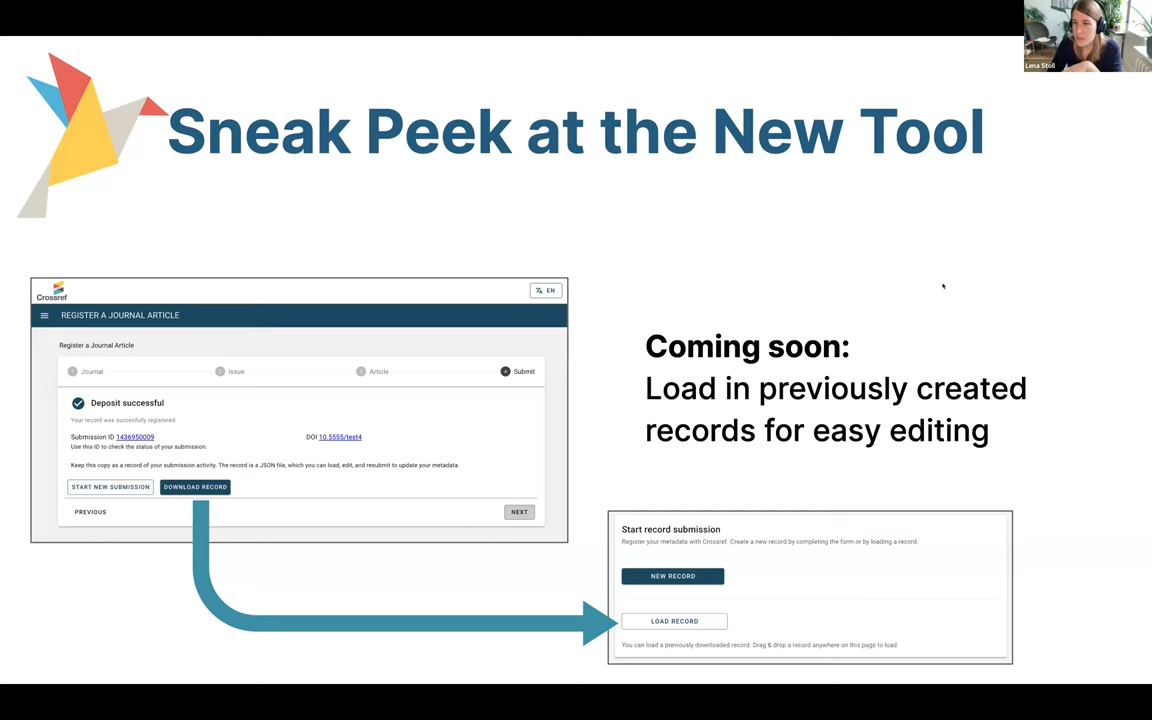 Lena Stoll
Sneak Peek at the New Tool
Crossref
EN
REGISTER A JOURNAL ARTICLE
Register a Journal Article
1 Journal
2 Issue
3 Article
4 Submit
Deposit successful
Your record was succesfully registered.
Submission ID 1436950009
DOI 10.5555/test4
Use this ID to check the status of your submission.
Keep this copy as a record of your submission activity. The record is a JSON file, which you can load, edit, and resubmit to update your metadata.
START NEW SUBMISSION
DOWNLOAD RECORD
PREVIOUS
NEXT
Coming soon:
Load in previously created
records for easy editing
Start record submission
Register your metadata with Crossref. Create a new record by completing the form or by loading a record.
NEW RECORD
LOAD RECORD
You can load a previously downloaded record. Drag & drop a record anywhere on this page to load.